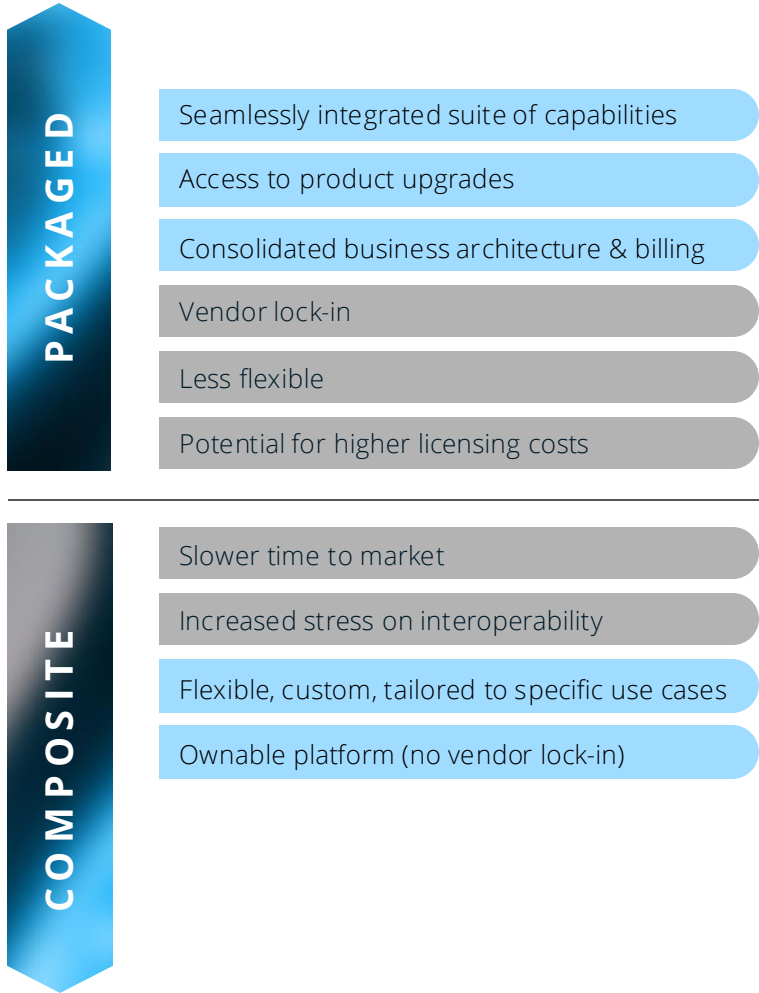 PACKAGED
Seamlessly integrated suite of capabilities
Access to product upgrades
Consolidated business architecture & billing
Vendor lock-in
Less flexible
Potential for higher licensing costs
COMPOSITE
Slower time to market
Increased stress on interoperability
Flexible, custom, tailored to specific use cases
Ownable platform (no vendor lock-in)